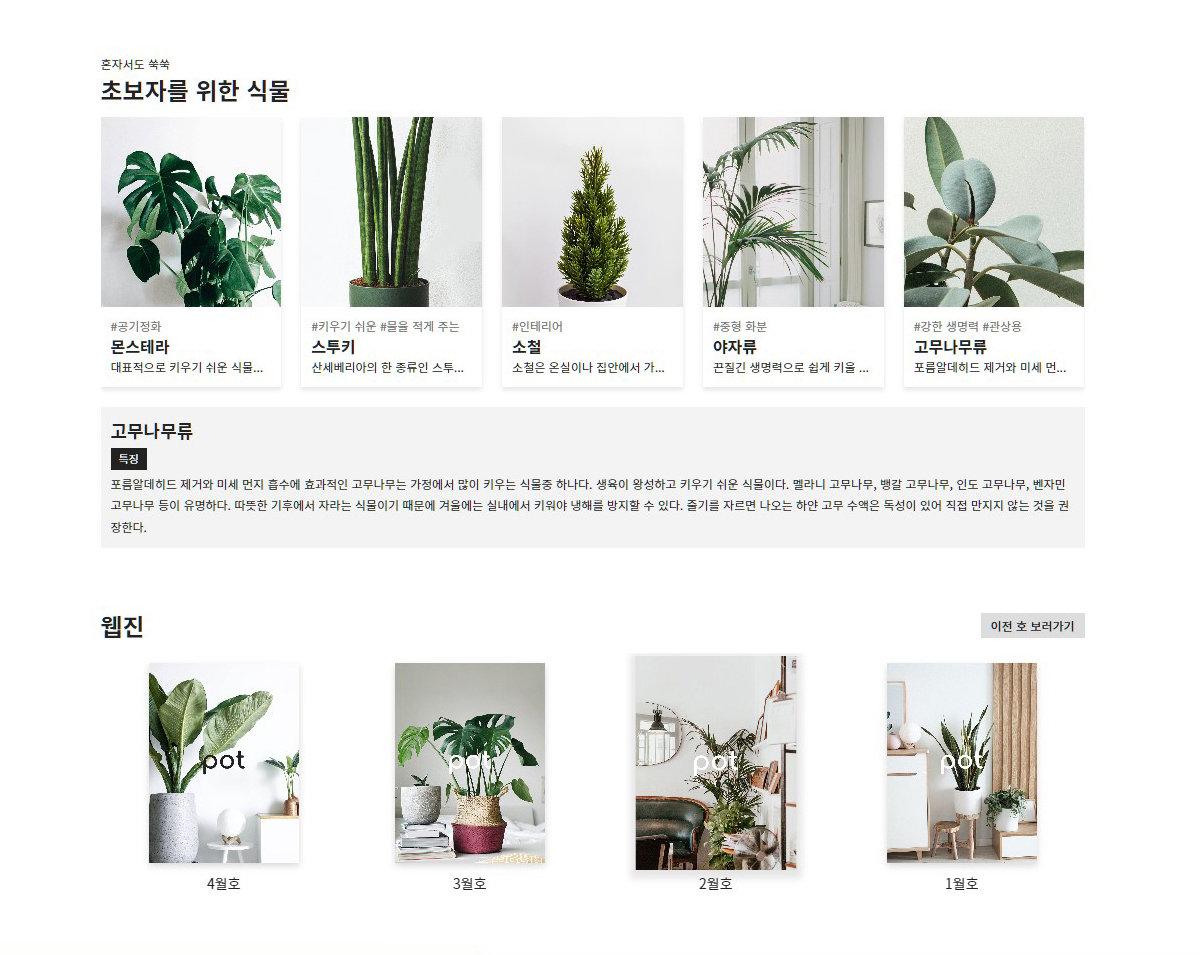 혼자서도 쑥쑥
초보자를 위한 식물
#공기정화
몬스테라
대표적으로 키우기 쉬운 식물...
#키우기 쉬운 #물을 적게 주는
스투키
산세베리아의 한 종류인 스투...
#인테리어
소철
소철은 온실이나 집안에서 가...
#중형 화분
야자류
끈질긴 생명력으로 쉽게 키울 ...
#강한 생명력 #관상용
고무나무류
포름알데히드 제거와 미세 먼...
고무나무류
특징
포름알데히드 제거와 미세 먼지 흡수에 효과적인 고무나무는 가정에서 많이 키우는 식물중 하나다. 생육이 왕성하고 키우기 쉬운 식물이다. 멜라니 고무나무, 뱅갈 고무나무, 인도 고무나무, 벤자민
고무나무 등이 유명하다. 따뜻한 기후에서 자라는 식물이기 때문에 겨울에는 실내에서 키워야 냉해를 방지할 수 있다. 줄기를 자르면 나오는 하얀 고무 수액은 독성이 있어 직접 만지지 않는 것을 권
장한다.
웹진
이전 호 보러가기
pot
pot
pot
pot
4월호
3월호
2월호
1월호